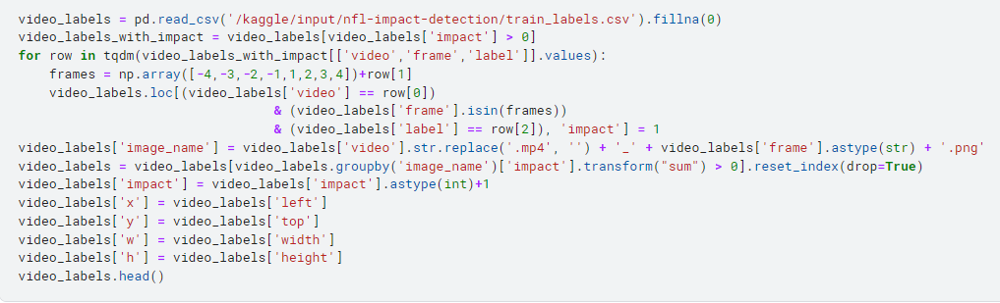 video_labels = pd.read_csv('/kaggle/input/nfl-impact-detection/train_labels.csv').fillna(0)
video_labels_with_impact = video_labels[video_labels['impact'] > 0]
for row in tqdm(video_labels_with_impact[['video','frame','label']].values):
    frames = np.array([-4,-3,-2,-1,1,2,3,4])+row[1]
    video_labels.loc[(video_labels['video'] == row[0])
                                 & (video_labels['frame'].isin(frames))
                                 & (video_labels['label'] == row[2]), 'impact'] = 1
video_labels['image_name'] = video_labels['video'].str.replace('.mp4', '') + '_' + video_labels['frame'].astype(str) + '.png'
video_labels = video_labels[video_labels.groupby('image_name')['impact'].transform("sum") > 0].reset_index(drop=True)
video_labels['impact'] = video_labels['impact'].astype(int)+1
video_labels['x'] = video_labels['left']
video_labels['y'] = video_labels['top']
video_labels['w'] = video_labels['width']
video_labels['h'] = video_labels['height']
video_labels.head()